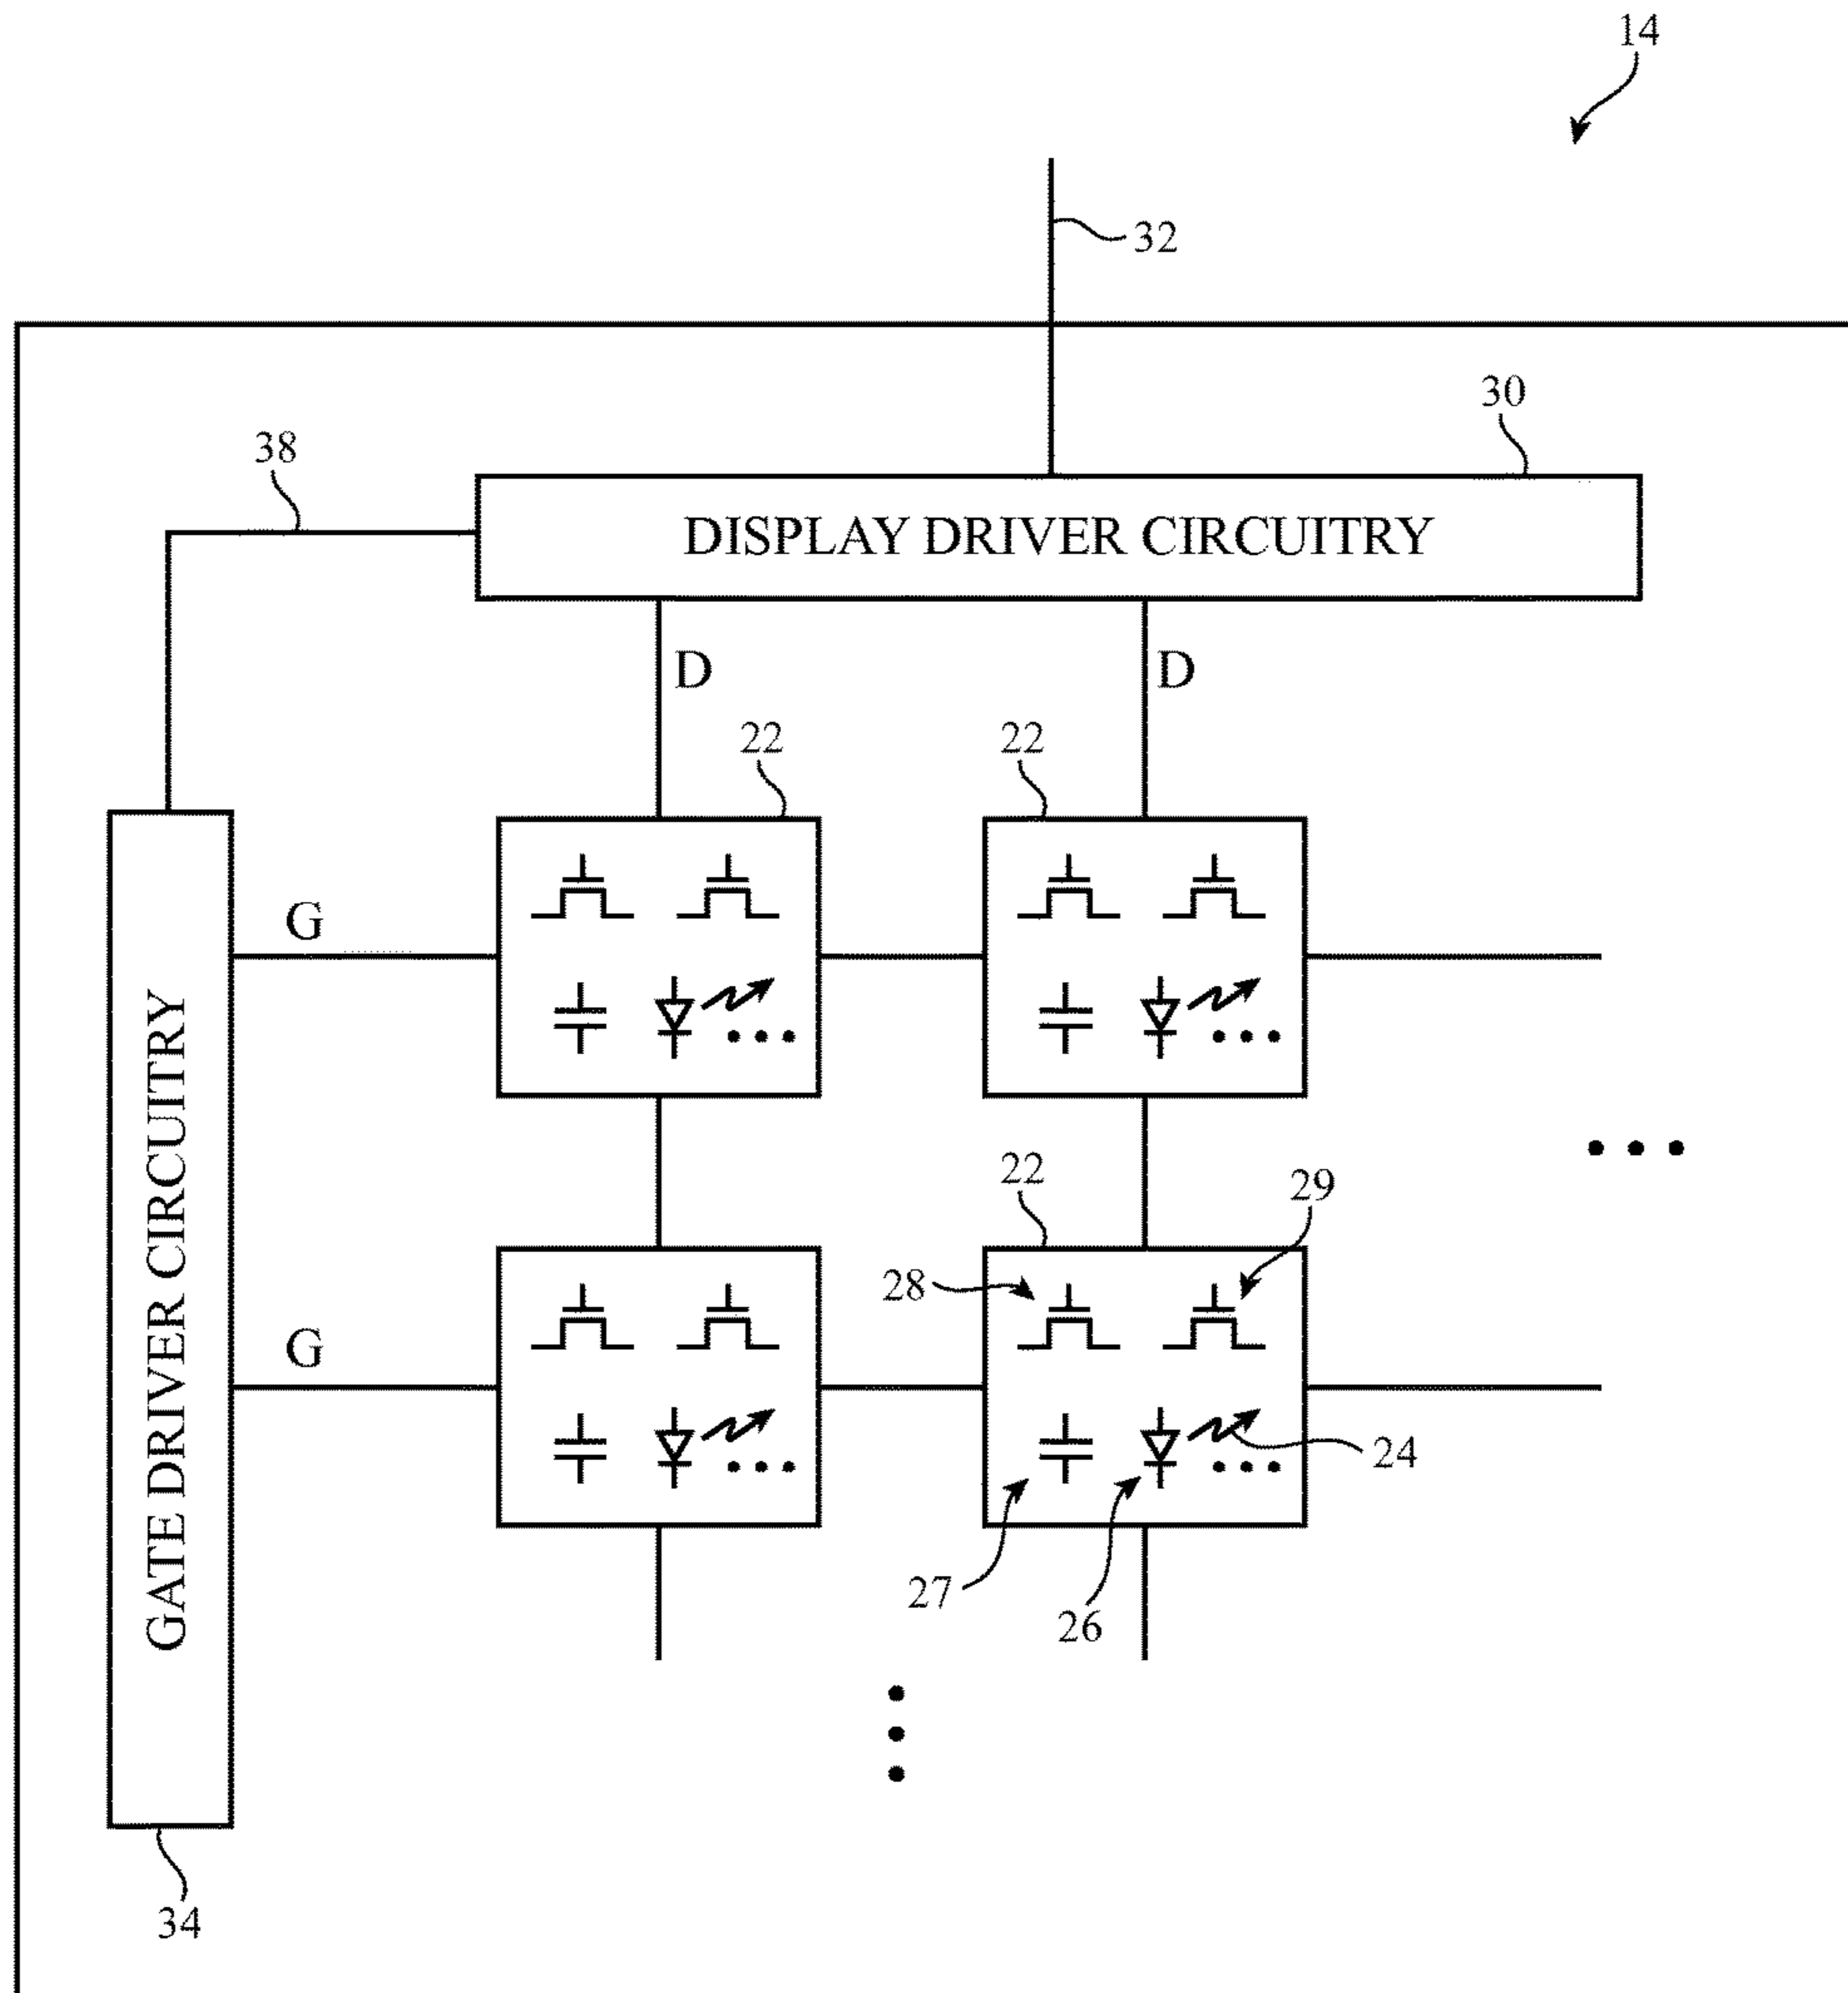 14
32
30
38
DISPLAY DRIVER CIRCUITRY
D
D
22
22
G
GATE DRIVER CIRCUITRY
22
29
28
G
24
27
26
34